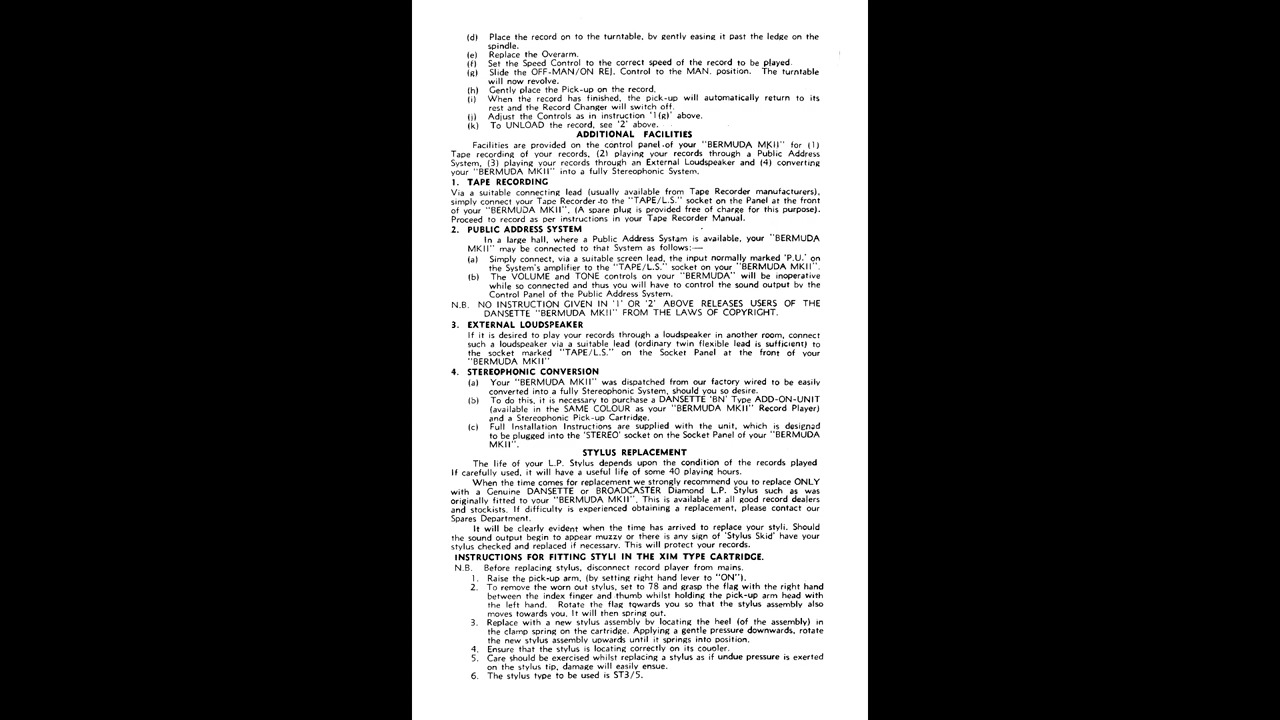 (d) Place the record on to the turntable, by gently easing it past the ledge on the
spindle.
(e) Replace the Overarm.
(f) Set the Speed Control to the correct speed of the record to be played.
(g) Slide the OFF-MAN/ON REJ. Control to the MAN. position. The turntable
will now revolve.
(h) Gently place the Pick-up on the record.
(i) When the record has finished, the pick-up will automatically return to its
rest and the Record Changer will switch off.
(j) Adjust the Controls as in instruction '1(g)' above.
(k) To UNLOAD the record, see '2' above.
ADDITIONAL FACILITIES
Facilities are provided on the control panel of your "BERMUDA MKII" for (1)
Tape recording of your records, (2) playing your records through a Public Address
System, (3) playing your records through an External Loudspeaker and (4) converting
your "BERMUDA MKII" into a fully Stereophonic System.
1. TAPE RECORDING
Via a suitable connecting lead (usually available from Tape Recorder manufacturers),
simply connect your Tape Recorder to the "TAPE/L.S." socket on the Panel at the front
of your "BERMUDA MKII". (A spare plug is provided free of charge for this purpose).
Proceed to record as per instructions in your Tape Recorder Manual.
2. PUBLIC ADDRESS SYSTEM
In a large hall, where a Public Address System is available, your "BERMUDA
MKII" may be connected to that System as follows:—
(a) Simply connect, via a suitable screen lead, the input normally marked 'P.U.' on
the System's amplifier to the "TAPE/L.S." socket on your "BERMUDA MKII".
(b) The VOLUME and TONE controls on your "BERMUDA" will be inoperative
while so connected and thus you will have to control the sound output by the
Control Panel of the Public Address System.
N.B. NO INSTRUCTION GIVEN IN '1' OR '2' ABOVE RELEASES USERS OF THE
DANSETTE "BERMUDA MKII" FROM THE LAWS OF COPYRIGHT.
3. EXTERNAL LOUDSPEAKER
If it is desired to play your records through a loudspeaker in another room, connect
such a loudspeaker via a suitable lead (ordinary twin flexible lead is sufficient) to
the socket marked "TAPE/L.S." on the Socket Panel at the front of your
"BERMUDA MKII"
4. STEREOPHONIC CONVERSION
(a) Your "BERMUDA MKII" was dispatched from our factory wired to be easily
converted into a fully Stereophonic System, should you so desire.
(b) To do this, it is necessary to purchase a DANSETTE 'BN' Type ADD-ON-UNIT
(available in the SAME COLOUR as your "BERMUDA MKII" Record Player)
and a Stereophonic Pick-up Cartridge.
(c) Full Installation Instructions are supplied with the unit, which is designed
to be plugged into the 'STEREO' socket on the Socket Panel of your "BERMUDA
MKII".
STYLUS REPLACEMENT
The life of your L.P. Stylus depends upon the condition of the records played
If carefully used, it will have a useful life of some 40 playing hours.
When the time comes for replacement we strongly recommend you to replace ONLY
with a Genuine DANSETTE or BROADCASTER Diamond L.P. Stylus such as was
originally fitted to your "BERMUDA MKII". This is available at all good record dealers
and stockists. If difficulty is experienced obtaining a replacement, please contact our
Spares Department.
It will be clearly evident when the time has arrived to replace your styli. Should
the sound output begin to appear muzzy or there is any sign of 'Stylus Skid' have your
stylus checked and replaced if necessary. This will protect your records.
INSTRUCTIONS FOR FITTING STYLI IN THE XIM TYPE CARTRIDGE.
N.B. Before replacing stylus, disconnect record player from mains.
1. Raise the pick-up arm, (by setting right hand lever to "ON").
2. To remove the worn out stylus, set to 78 and grasp the flag with the right hand
between the index finger and thumb whilst holding the pick-up arm head with
the left hand. Rotate the flag towards you so that the stylus assembly also
moves towards you. It will then spring out.
3. Replace with a new stylus assembly by locating the heel (of the assembly) in
the clamp spring on the cartridge. Applying a gentle pressure downwards, rotate
the new stylus assembly upwards until it springs into position.
4. Ensure that the stylus is locating correctly on its coupler.
5. Care should be exercised whilst replacing a stylus as if undue pressure is exerted
on the stylus tip, damage will easily ensue.
6. The stylus type to be used is ST3/5.